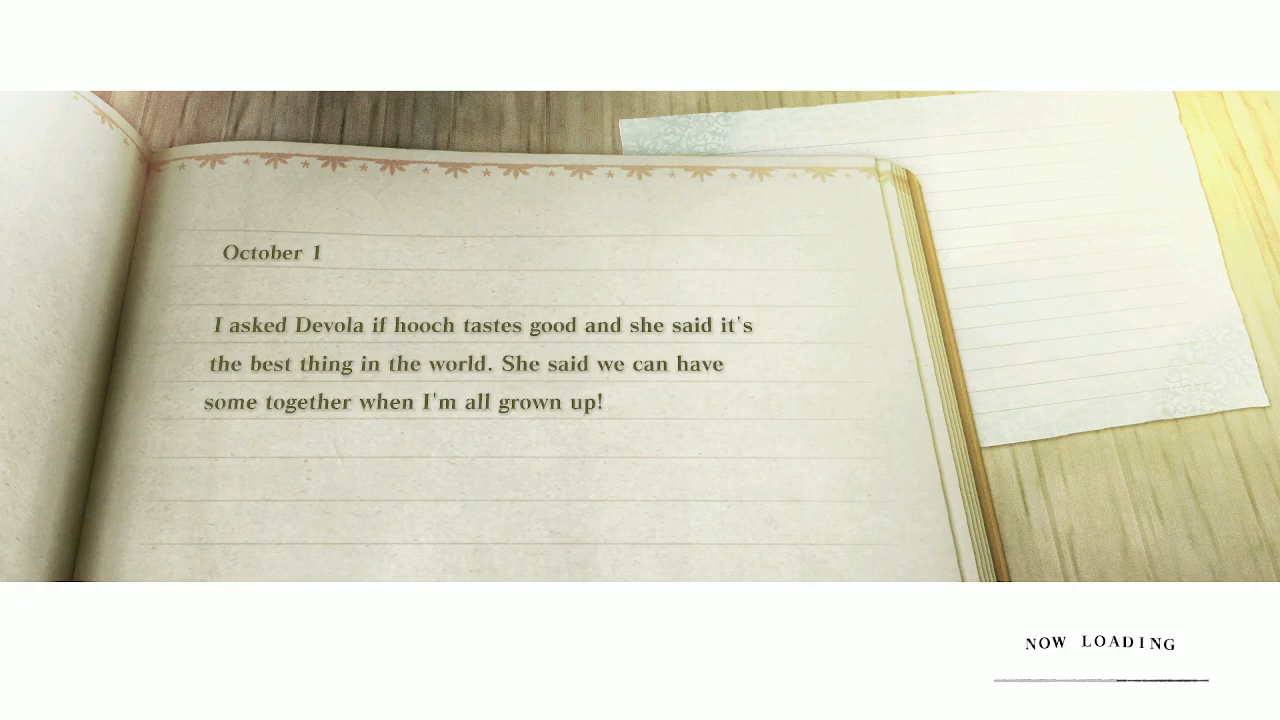 October 1
I asked Devola if hooch tastes good and she said it's
the best thing in the world. She said we can have
some together when I'm all grown up!
NOW LOADING